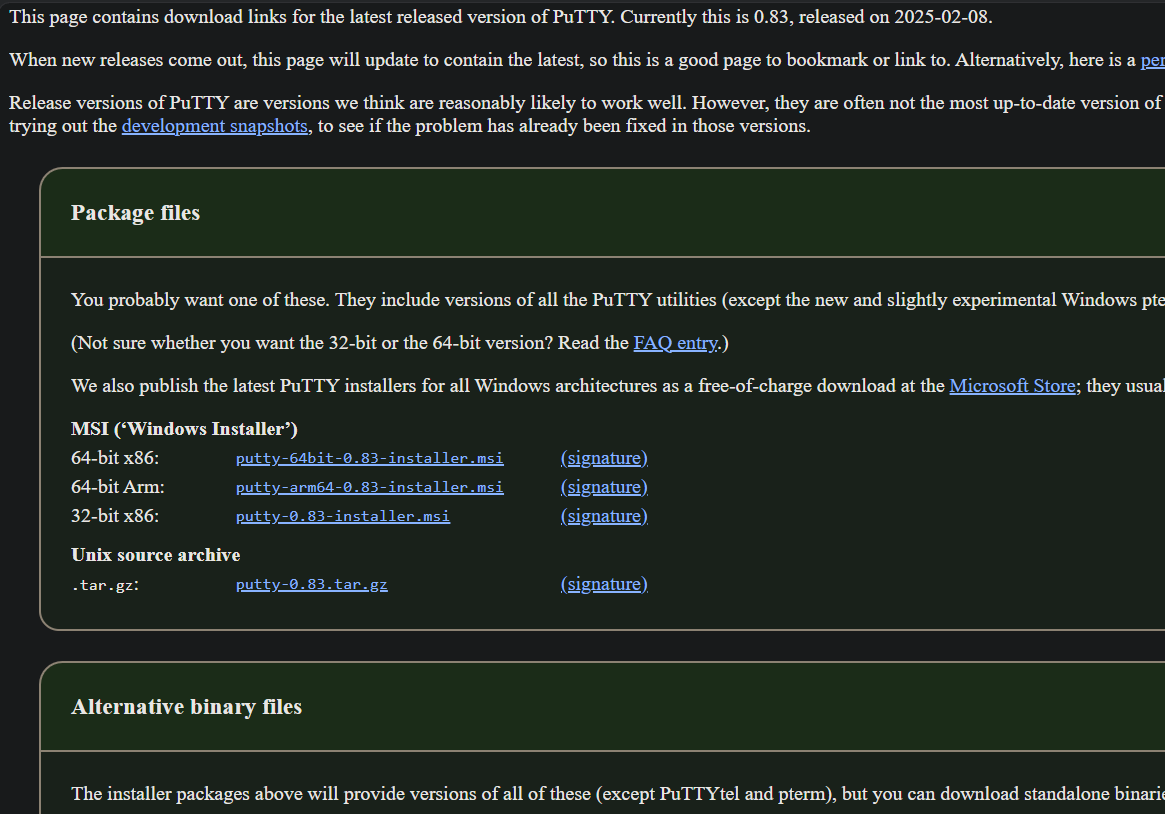 This page contains download links for the latest released version of PuTTY. Currently this is 0.83, released on 2025-02-08.
When new releases come out, this page will update to contain the latest, so this is a good page to bookmark or link to. Alternatively, here is a
Release versions of PuTTY are versions we think are reasonably likely to work well. However, they are often not the most up-to-date version of
trying out the development snapshots, to see if the problem has already been fixed in those versions.
Package files
You probably want one of these. They include versions of all the PuTTY utilities (except the new and slightly experimental Windows
(Not sure whether you want the 32-bit or the 64-bit version? Read the FAQ entry.)
We also publish the latest PuTTY installers for all Windows architectures as a free-of-charge download at the Microsoft Store; they
MSI (‘Windows Installer’)
64-bit x86: putty-64bit-0.83-installer.msi (signature)
64-bit Arm: putty-arm64-0.83-installer.msi (signature)
32-bit x86: putty-0.83-installer.msi (signature)
Unix source archive
.tar.gz: putty-0.83.tar.gz (signature)
Alternative binary files
The installer packages above will provide versions of all of these (except PuTTYtel and pterm), but you can download standalone